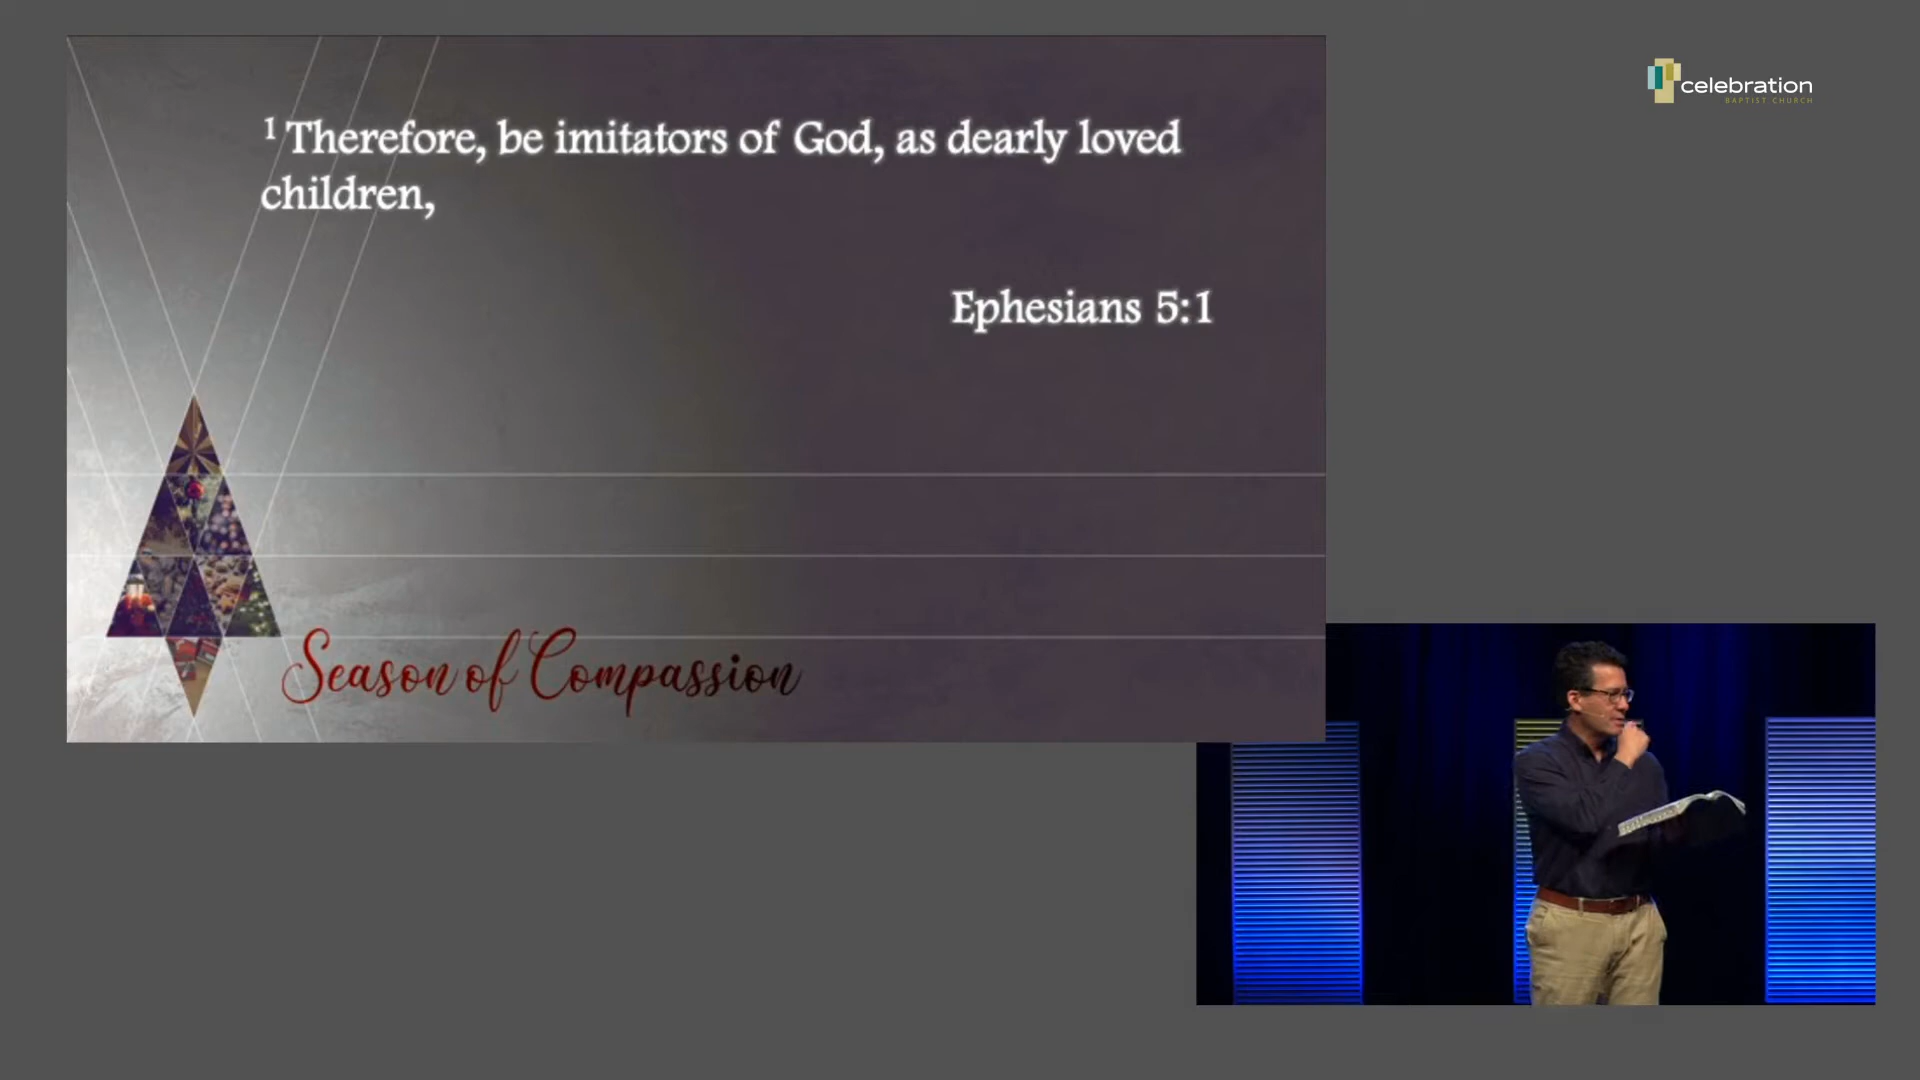 celebration
BAPTIST CHURCH
1 Therefore, be imitators of God, as dearly loved
children,
Ephesians 5:1
Season of Compassion